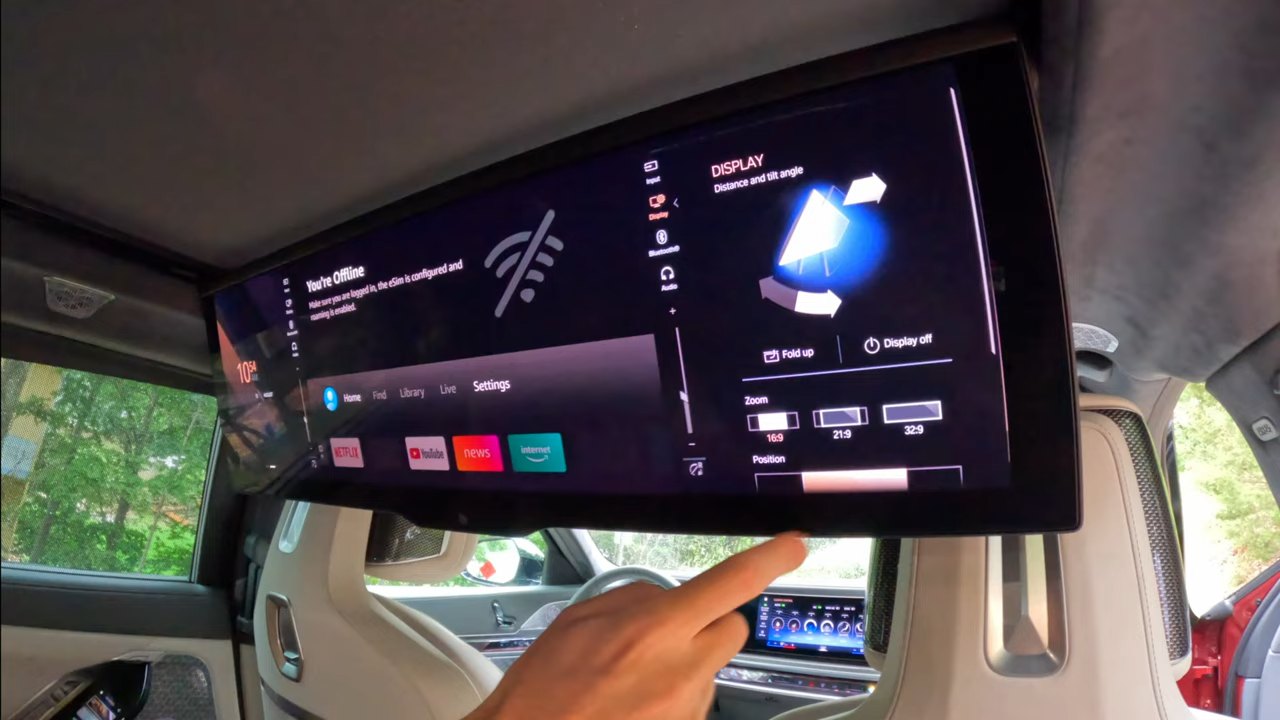 10:54
You're Offline
Make sure you are logged in, the eSim is configured and
roaming is enabled.
Home Find Library Live Settings
NETFLIX YouTube news internet
Input
Display
Bluetooth®
Audio
+
-
DISPLAY
Distance and tilt angle
Fold up Display off
Zoom
16:9 21:9 32:9
Position